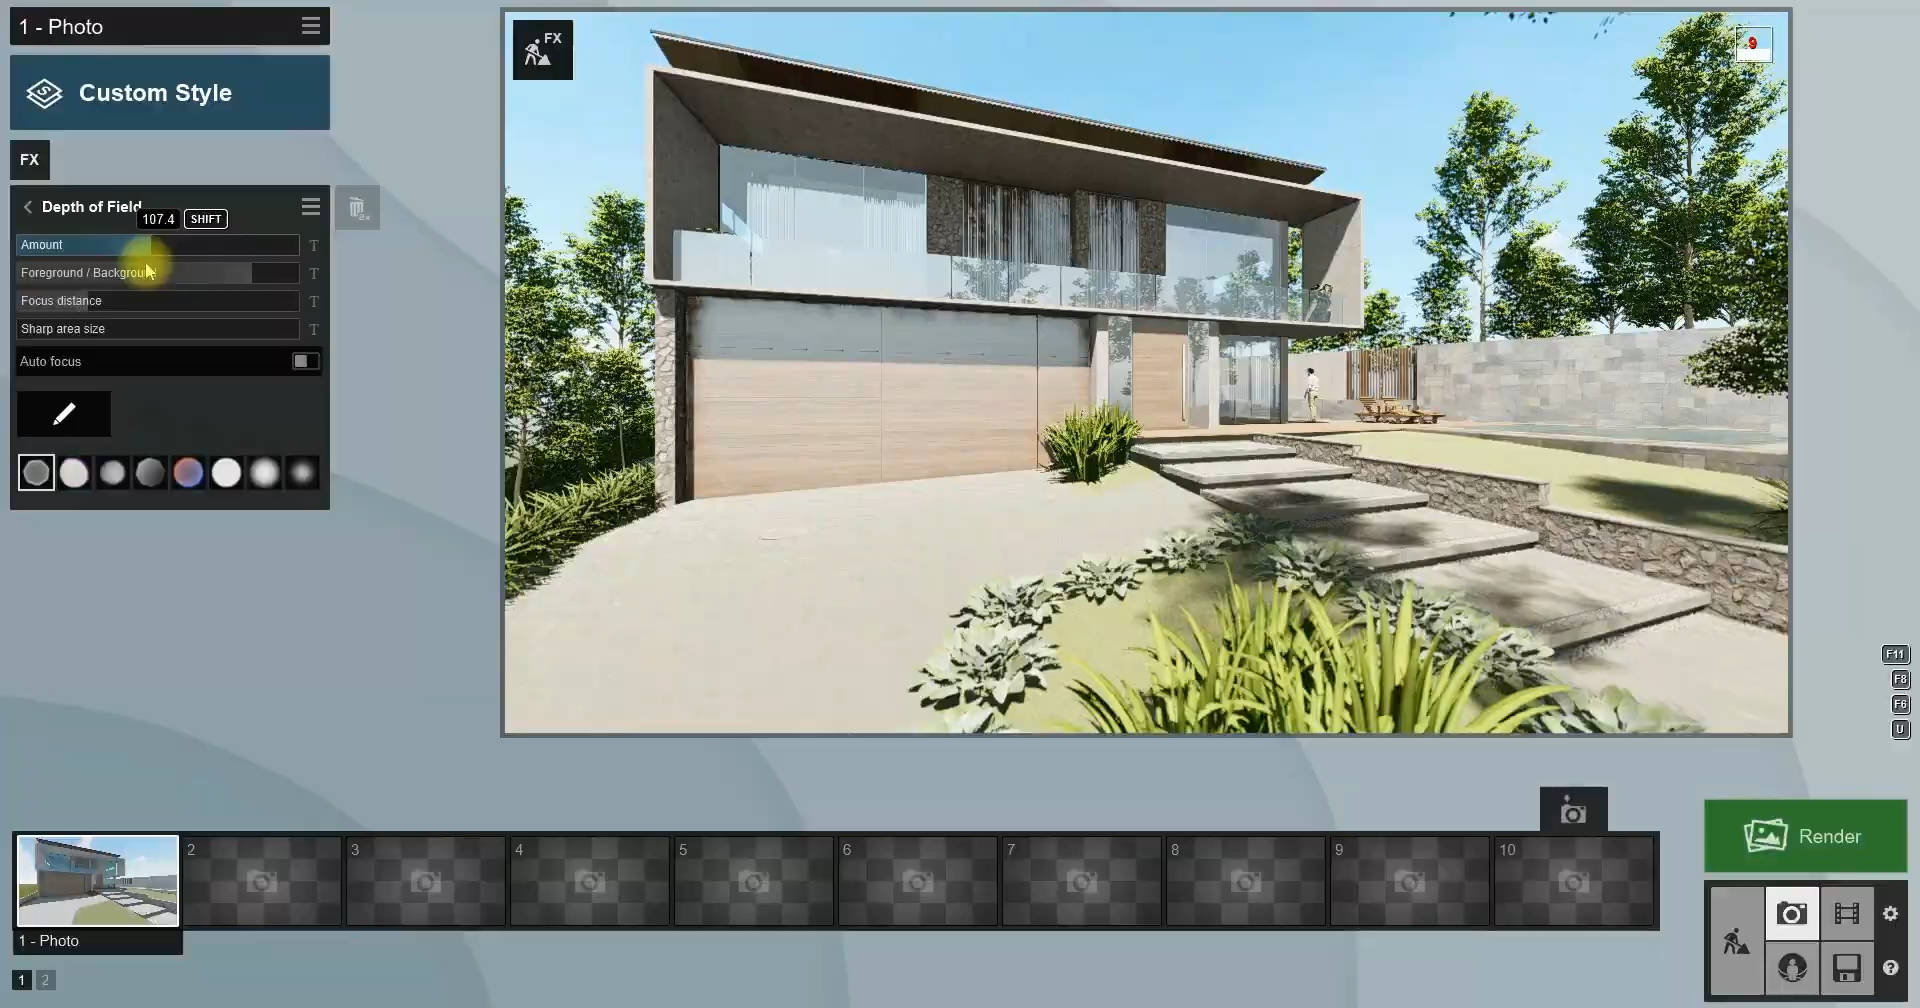 1 - Photo
Custom Style
FX
Depth of Field
107.4 SHIFT
Amount T
Foreground / Background T
Focus distance T
Sharp area size T
Auto focus
2x
FX
9
F11
F8
F6
U
2 3 4 5 6 7 8 9 10
1 - Photo
1 2
Render
?